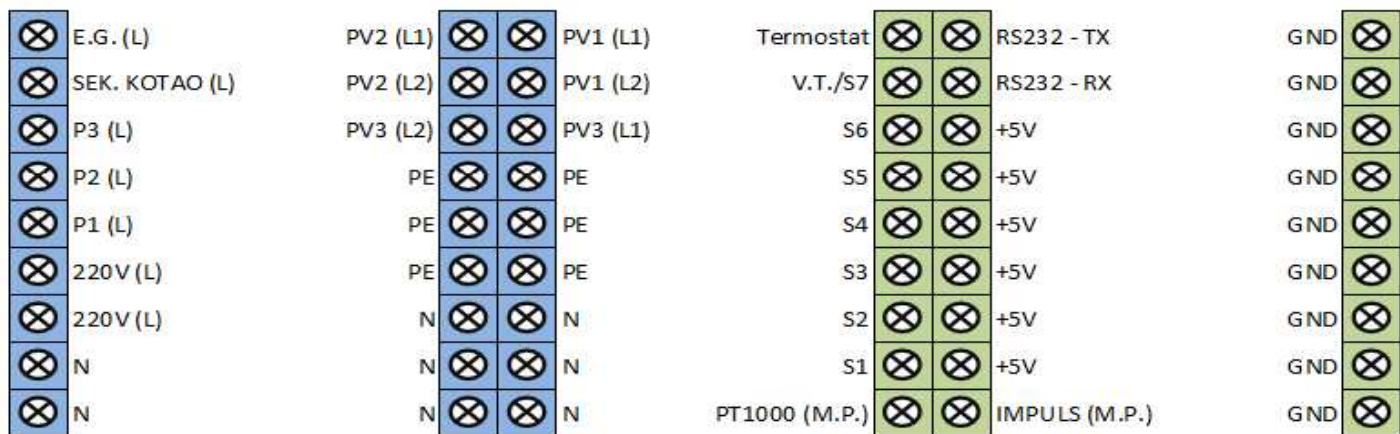 E.G. (L) PV2 (L1) PV1 (L1) Termostat RS232 - TX GND
SEK. KOTAO (L) PV2 (L2) PV1 (L2) V.T./S7 RS232 - RX GND
P3 (L) PV3 (L2) PV3 (L1) S6 +5V GND
P2 (L) PE PE S5 +5V GND
P1 (L) PE PE S4 +5V GND
220V (L) PE PE S3 +5V GND
220V (L) N N S2 +5V GND
N N N S1 +5V GND
N N N PT1000 (M.P.) IMPULS (M.P.) GND